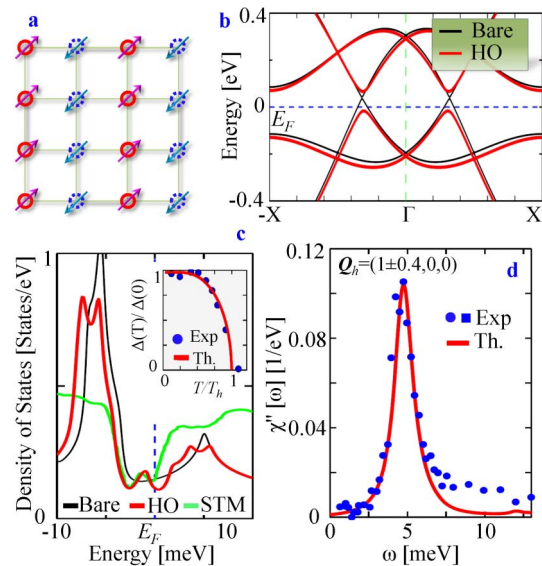 a
b
0.4
0
-0.4
Energy [eV]
E_F
Bare
HO
-X
Γ
X
c
1
0
Density of States [States/eV]
Δ(T)/Δ(0)
1
0
0
1
T/T_h
Exp
Th.
Bare
HO
STM
-10
E_F
10
Energy [meV]
Q_h=(1±0.4,0,0)
d
0.12
0.08
0.04
0
χ'' [ω] [1/eV]
Exp
Th.
0
5
10
ω [meV]